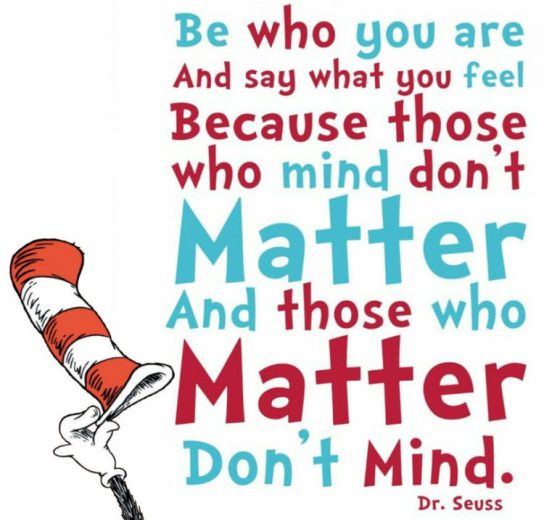 Be who you are
And say what you feel
Because those
who mind don't
Matter
And those who
Matter
Don't Mind.
Dr. Seuss